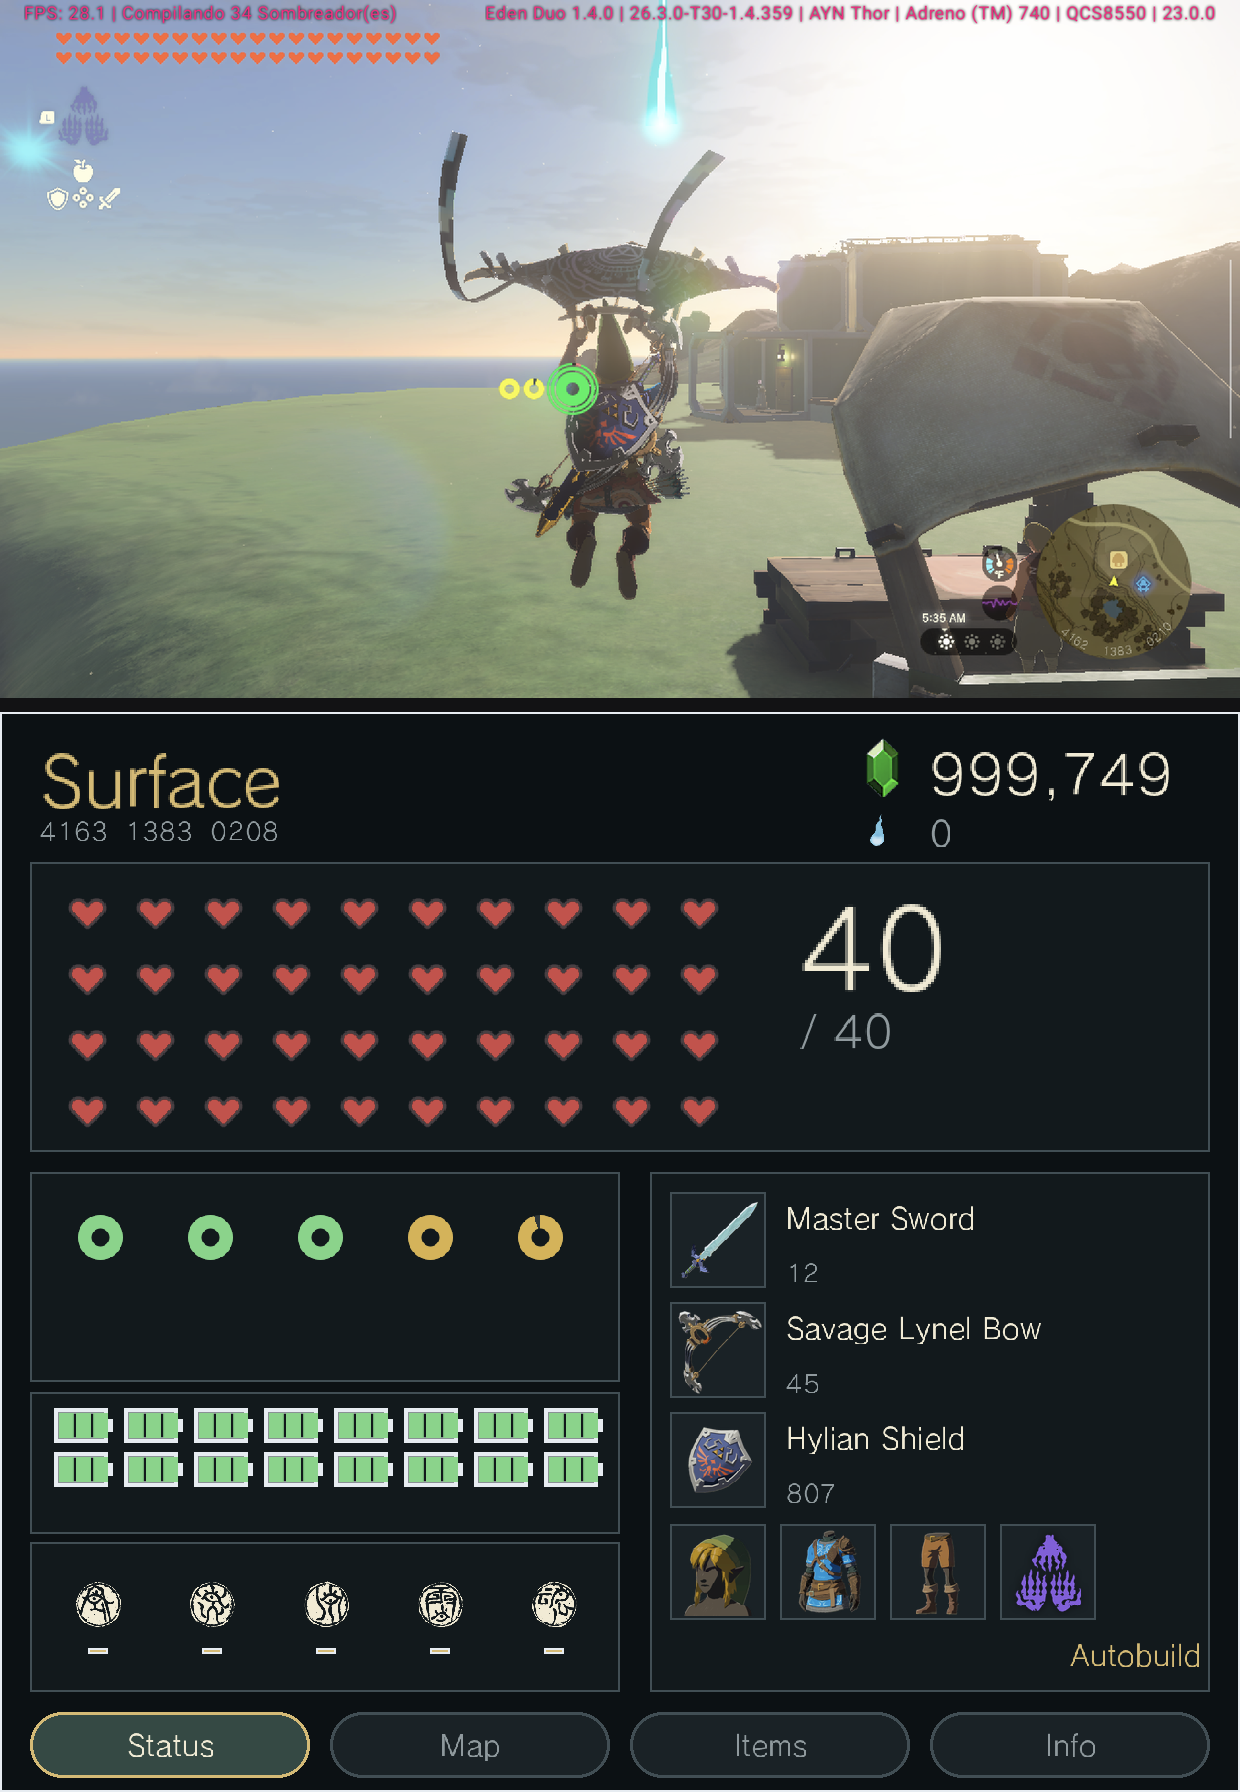 FPS: 28.1 | Compilando 34 Sombreador(es)
Eden Duo 1.4.0 | 26.3.0-T30-1.4.359 | AYN Thor | Adreno (TM) 740 | QCS8550 | 23.0.0
L
°F
5:35 AM
4162 1383 0210
Surface
999,749
4163 1383 0208
0
40
/ 40
Master Sword
12
Savage Lynel Bow
45
Hylian Shield
807
Autobuild
Status
Map
Items
Info